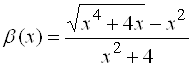 β(x) = (√(x⁴ + 4x) − x²) / (x² + 4)